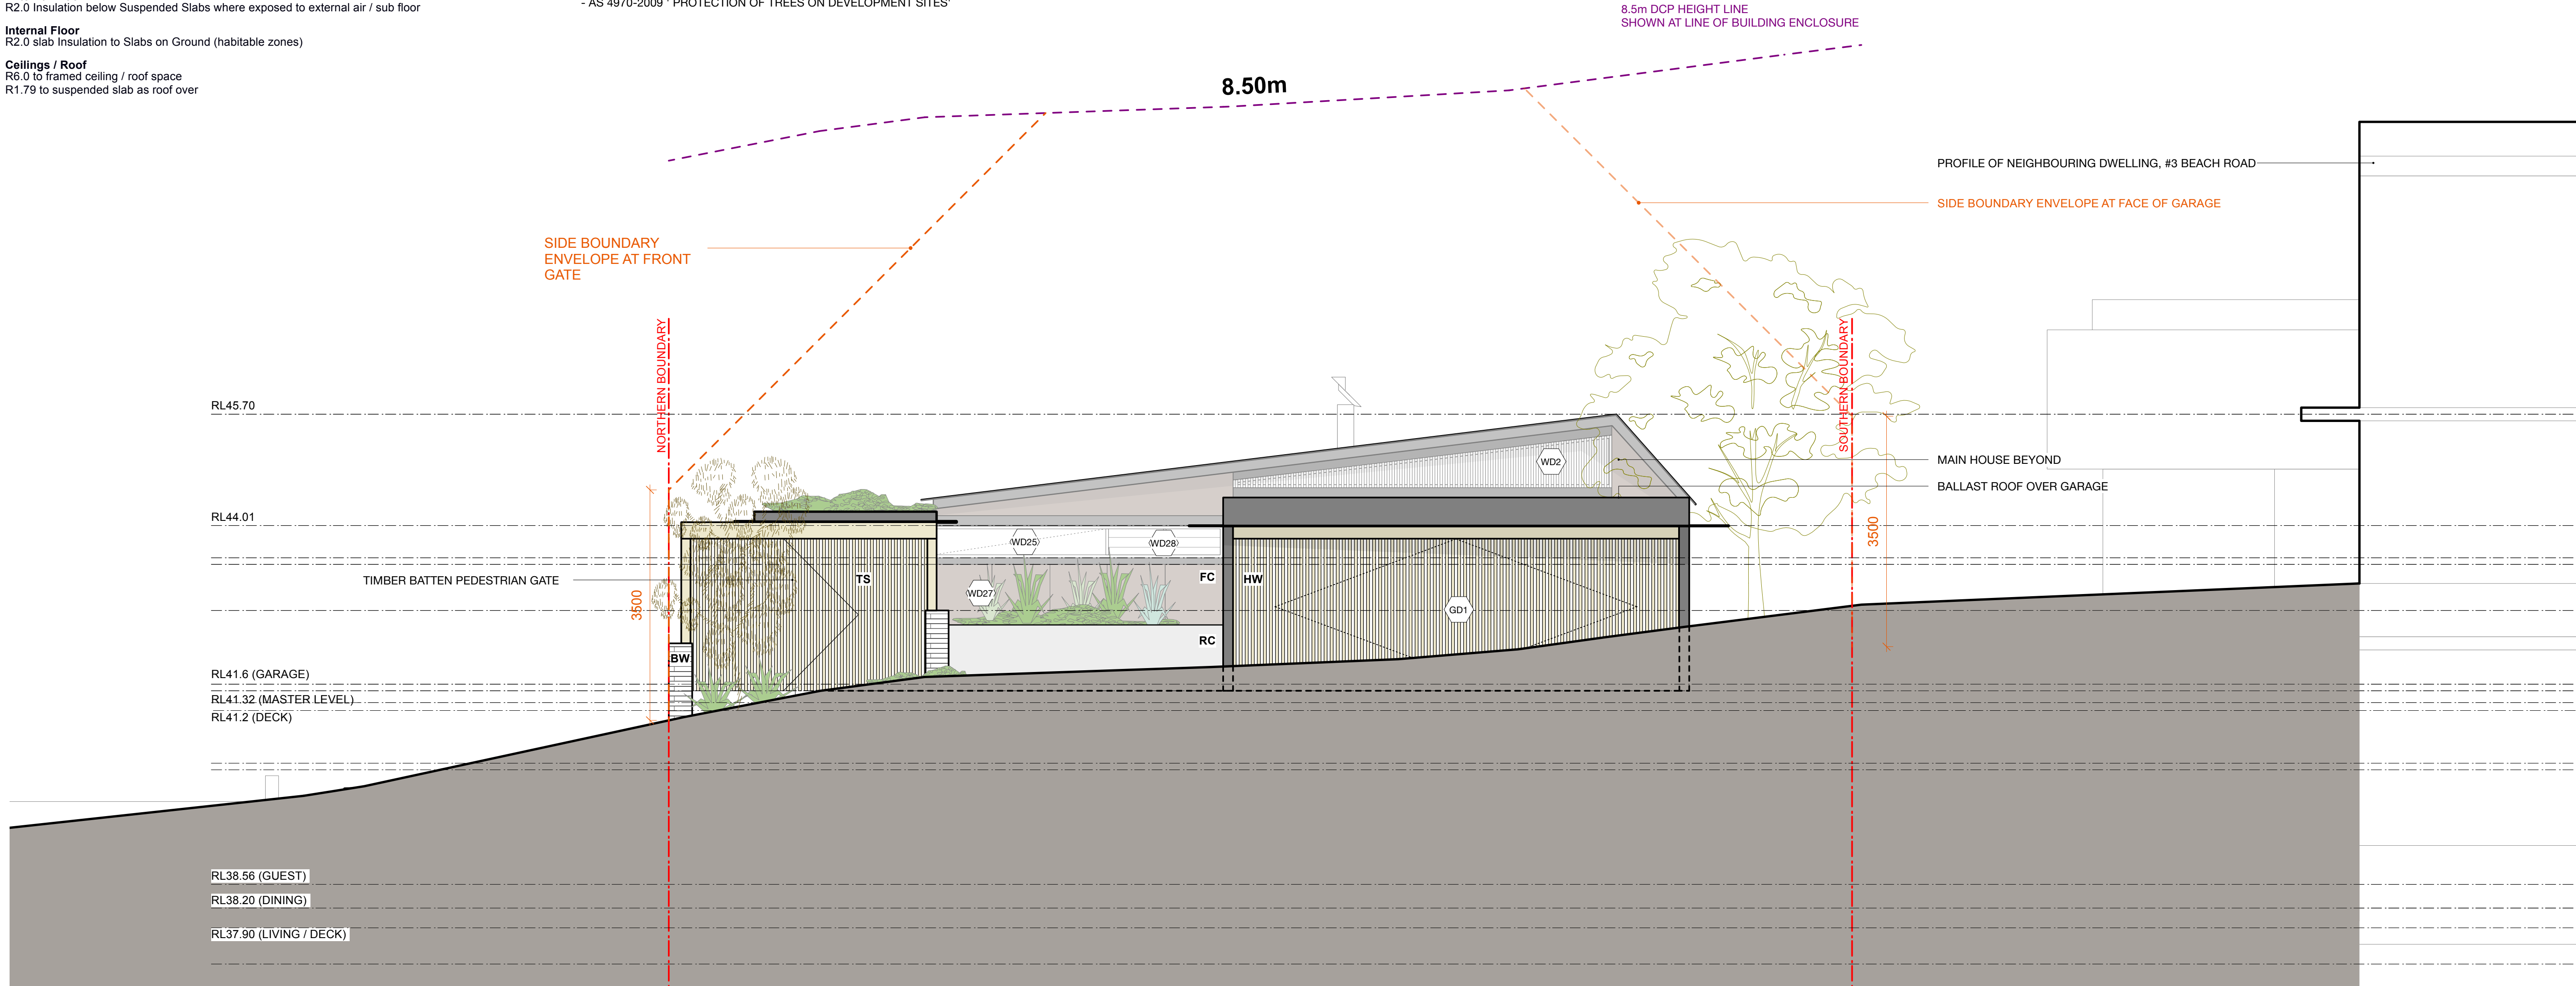 R2.0 Insulation below Suspended Slabs where exposed to external air / sub floor
Internal Floor
R2.0 slab Insulation to Slabs on Ground (habitable zones)
Ceilings / Roof
R6.0 to framed ceiling / roof space
R1.79 to suspended slab as roof over
- AS 4970-2009 ' PROTECTION OF TREES ON DEVELOPMENT SITES'
8.5m DCP HEIGHT LINE
SHOWN AT LINE OF BUILDING ENCLOSURE
8.50m
PROFILE OF NEIGHBOURING DWELLING, #3 BEACH ROAD
SIDE BOUNDARY ENVELOPE AT FACE OF GARAGE
SIDE BOUNDARY
ENVELOPE AT FRONT
GATE
NORTHERN BOUNDARY
SOUTHERN BOUNDARY
RL45.70
WD2
MAIN HOUSE BEYOND
BALLAST ROOF OVER GARAGE
RL44.01
WD25
WD28
3500
TIMBER BATTEN PEDESTRIAN GATE
TS
FC
HW
WD27
3500
GD1
RC
BW
RL41.6 (GARAGE)
RL41.32 (MASTER LEVEL)
RL41.2 (DECK)
RL38.56 (GUEST)
RL38.20 (DINING)
RL37.90 (LIVING / DECK)